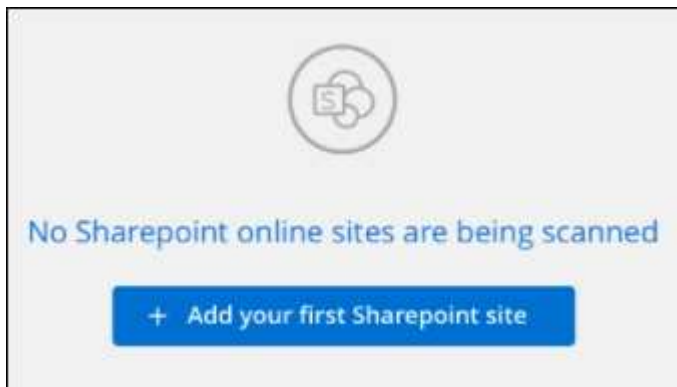 S
No Sharepoint online sites are being scanned
+ Add your first Sharepoint site